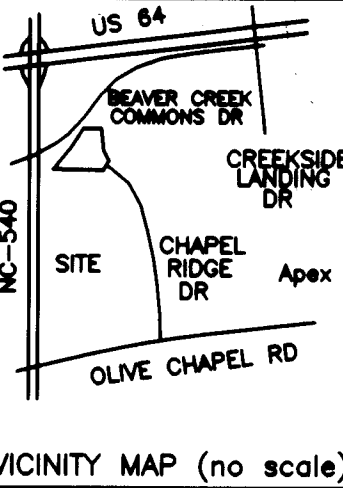 US 64
BEAVER CREEK
COMMONS DR
CREEKSIDE
LANDING
DR
NC-540
SITE
CHAPEL
RIDGE
DR
Apex
OLIVE CHAPEL RD
VICINITY MAP (no scale)